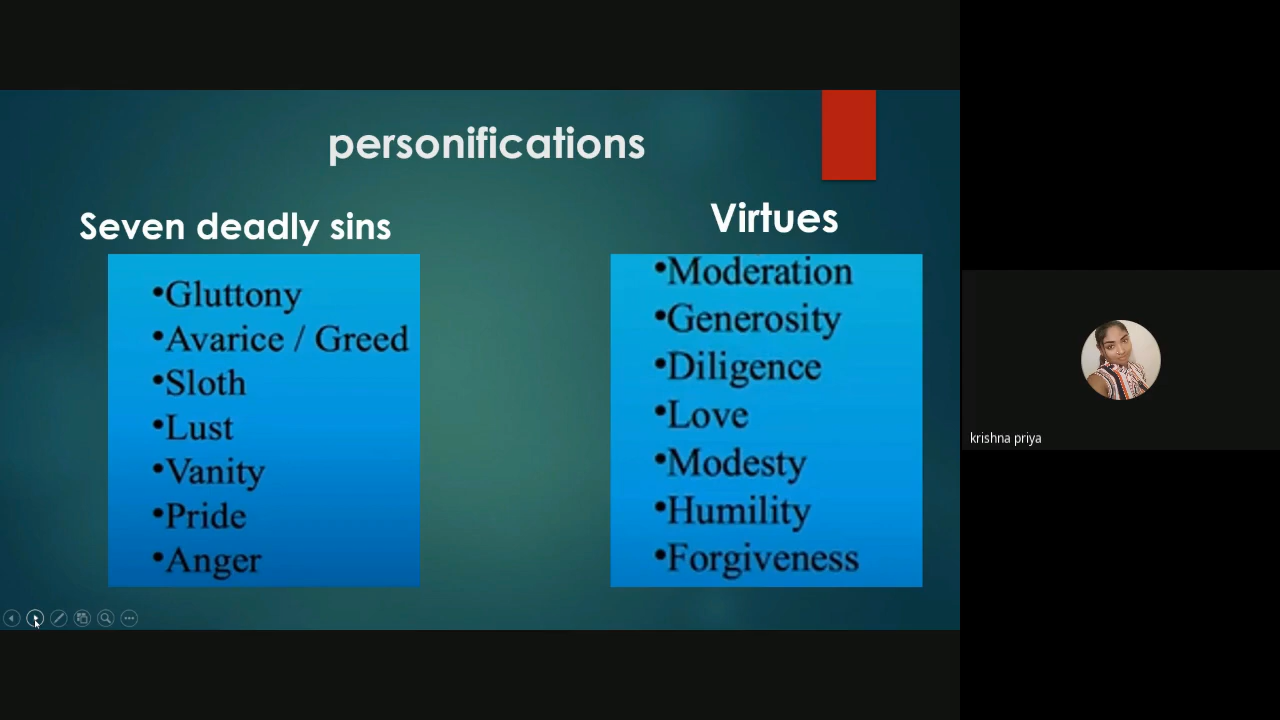 personifications
Seven deadly sins
•Gluttony
•Avarice / Greed
•Sloth
•Lust
•Vanity
•Pride
•Anger
Virtues
•Moderation
•Generosity
•Diligence
•Love
•Modesty
•Humility
•Forgiveness
krishna priya